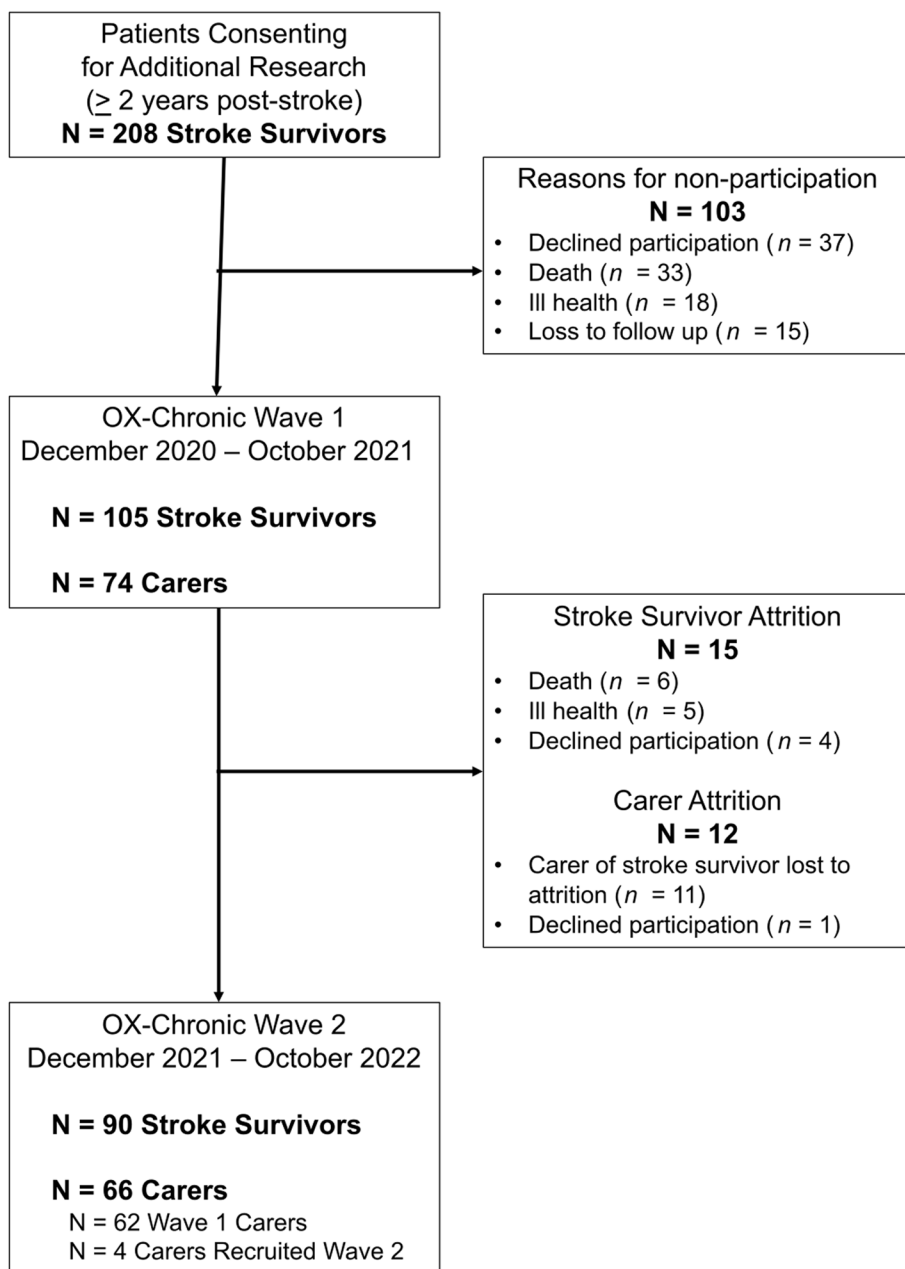 Patients Consenting
for Additional Research
(≥ 2 years post-stroke)
N = 208 Stroke Survivors
Reasons for non-participation
N = 103
• Declined participation (n = 37)
• Death (n = 33)
• Ill health (n = 18)
• Loss to follow up (n = 15)
OX-Chronic Wave 1
December 2020 – October 2021
N = 105 Stroke Survivors
N = 74 Carers
Stroke Survivor Attrition
N = 15
• Death (n = 6)
• Ill health (n = 5)
• Declined participation (n = 4)
Carer Attrition
N = 12
• Carer of stroke survivor lost to
attrition (n = 11)
• Declined participation (n = 1)
OX-Chronic Wave 2
December 2021 – October 2022
N = 90 Stroke Survivors
N = 66 Carers
N = 62 Wave 1 Carers
N = 4 Carers Recruited Wave 2